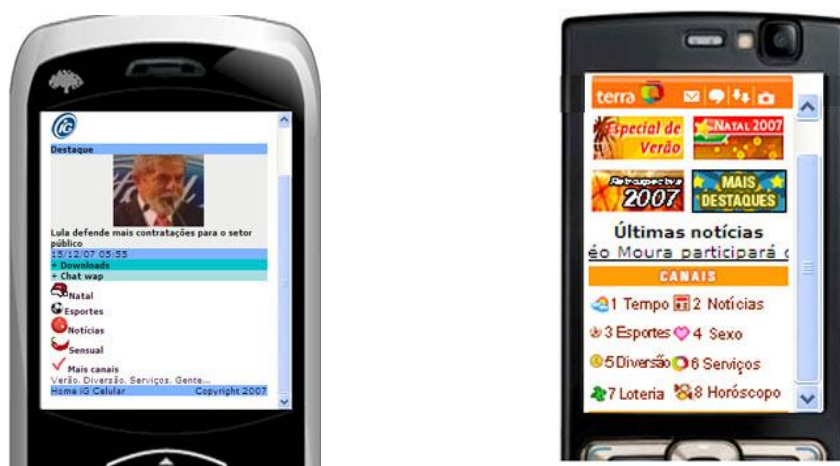 iG
Destaque
Lula defende mais contratações para o setor
público
15/12/07 05:55
+ Downloads
+ Chat wap
Natal
Esportes
Notícias
Sensual
Mais canais
Verão, Diversão, Serviços, Gente...
Home iG Celular Copyright 2007
terra
Especial de Verão
NATAL 2007
Retrospectiva 2007
MAIS DESTAQUES
Últimas notícias
éo Moura participará
CANAIS
1 Tempo 2 Notícias
3 Esportes 4 Sexo
5 Diversão 6 Serviços
7 Loteria 8 Horóscopo